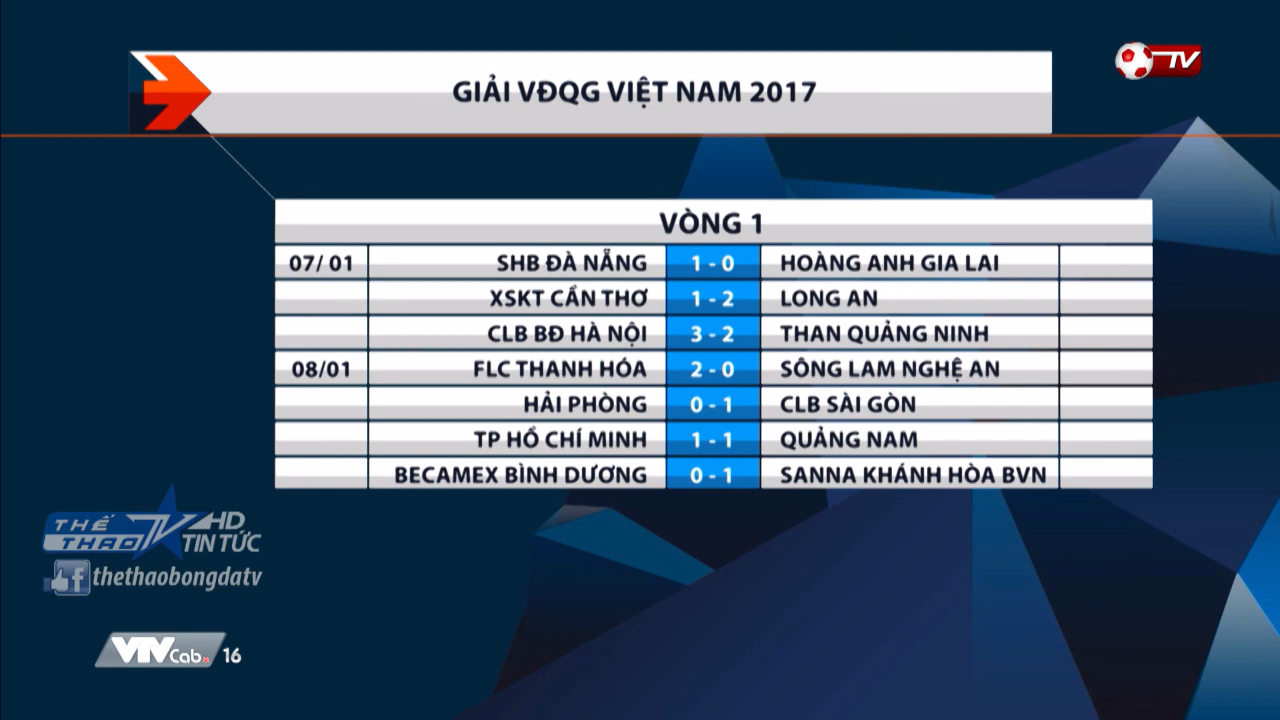 GIẢI VĐQG VIỆT NAM 2017
TV
VÒNG 1
07/ 01 SHB ĐÀ NẴNG 1 - 0 HOÀNG ANH GIA LAI
XSKT CẦN THƠ 1 - 2 LONG AN
CLB BĐ HÀ NỘI 3 - 2 THAN QUẢNG NINH
08/01 FLC THANH HÓA 2 - 0 SÔNG LAM NGHỆ AN
HẢI PHÒNG 0 - 1 CLB SÀI GÒN
TP HỒ CHÍ MINH 1 - 1 QUẢNG NAM
BECAMEX BÌNH DƯƠNG 0 - 1 SANNA KHÁNH HÒA BVN
THỂ THAO TV HD
TIN TỨC
thethaobongdatv
VTVCab 16